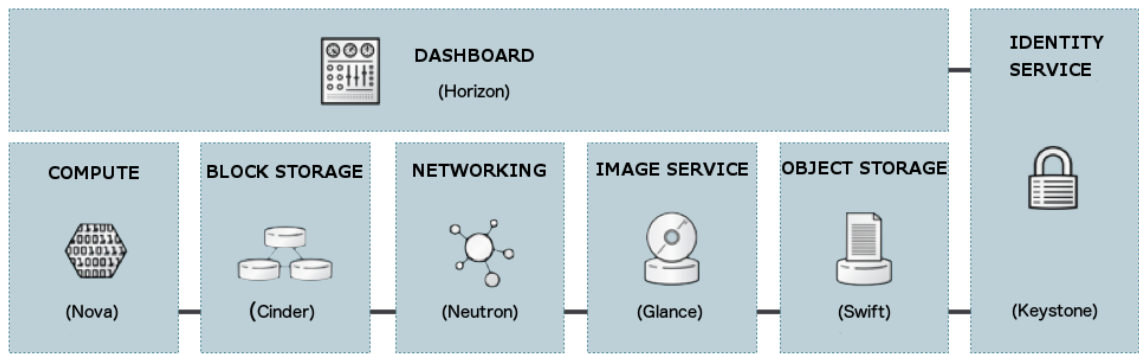 DASHBOARD
(Horizon)
IDENTITY
SERVICE
(Keystone)
COMPUTE
(Nova)
BLOCK STORAGE
(Cinder)
NETWORKING
(Neutron)
IMAGE SERVICE
(Glance)
OBJECT STORAGE
(Swift)